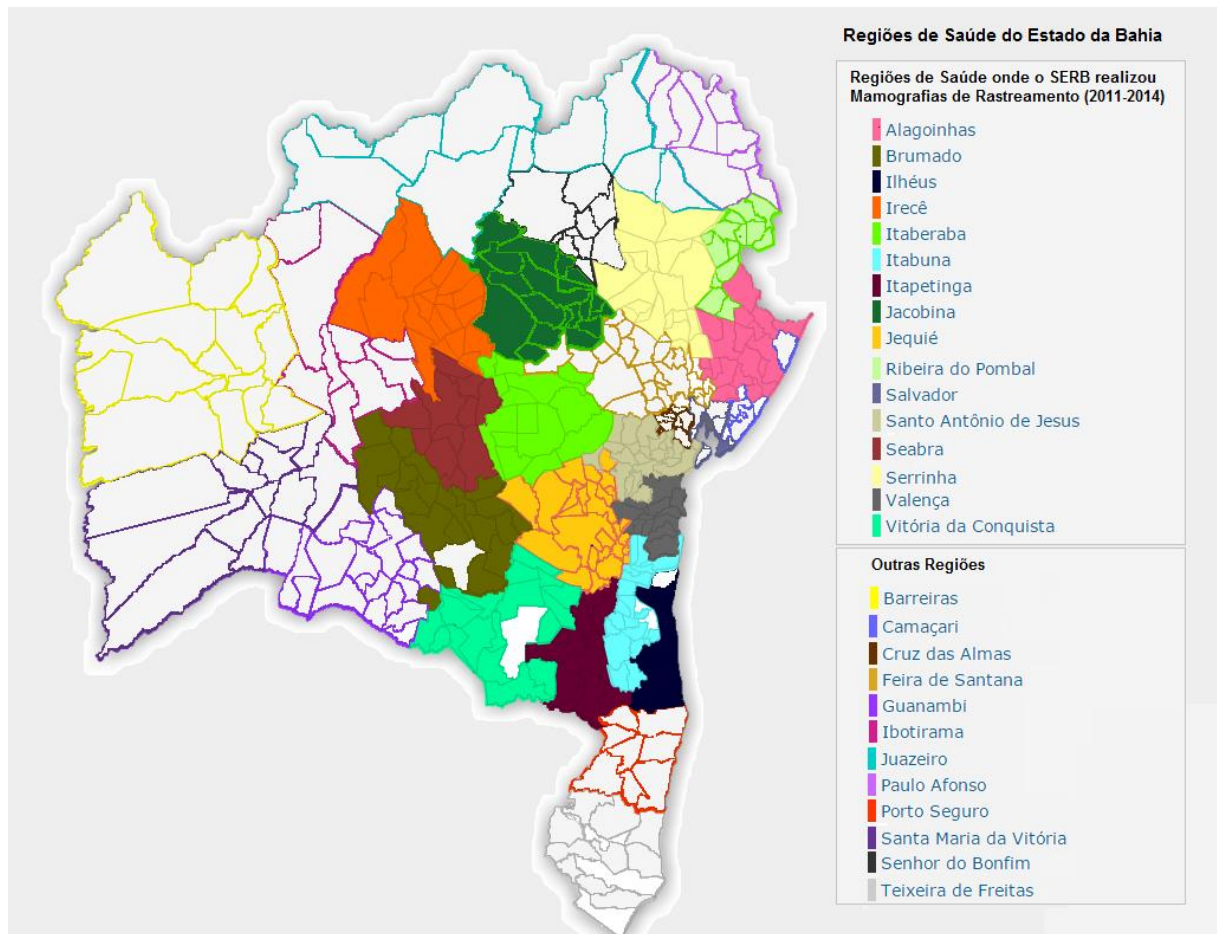 Regiões de Saúde do Estado da Bahia
Regiões de Saúde onde o SERB realizou
Mamografias de Rastreamento (2011-2014)
Alagoinhas
Brumado
Ilhéus
Irecê
Itaberaba
Itabuna
Itapetinga
Jacobina
Jequié
Ribeira do Pombal
Salvador
Santo Antônio de Jesus
Seabra
Serrinha
Valença
Vitória da Conquista
Outras Regiões
Barreiras
Camaçari
Cruz das Almas
Feira de Santana
Guanambi
Ibotirama
Juazeiro
Paulo Afonso
Porto Seguro
Santa Maria da Vitória
Senhor do Bonfim
Teixeira de Freitas